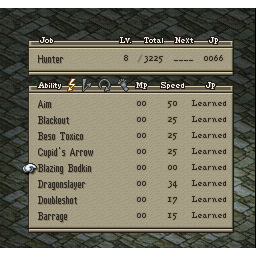 Job Lv. Total Next Jp
Hunter 8 /3225 ____ 0066
Ability Mp Speed Jp
Aim 00 50 Learned
Blackout 00 25 Learned
Beso Toxico 00 25 Learned
Cupid's Arrow 00 25 Learned
Blazing Bodkin 00 00 Learned
Dragonslayer 00 34 Learned
Doubleshot 00 17 Learned
Barrage 00 15 Learned